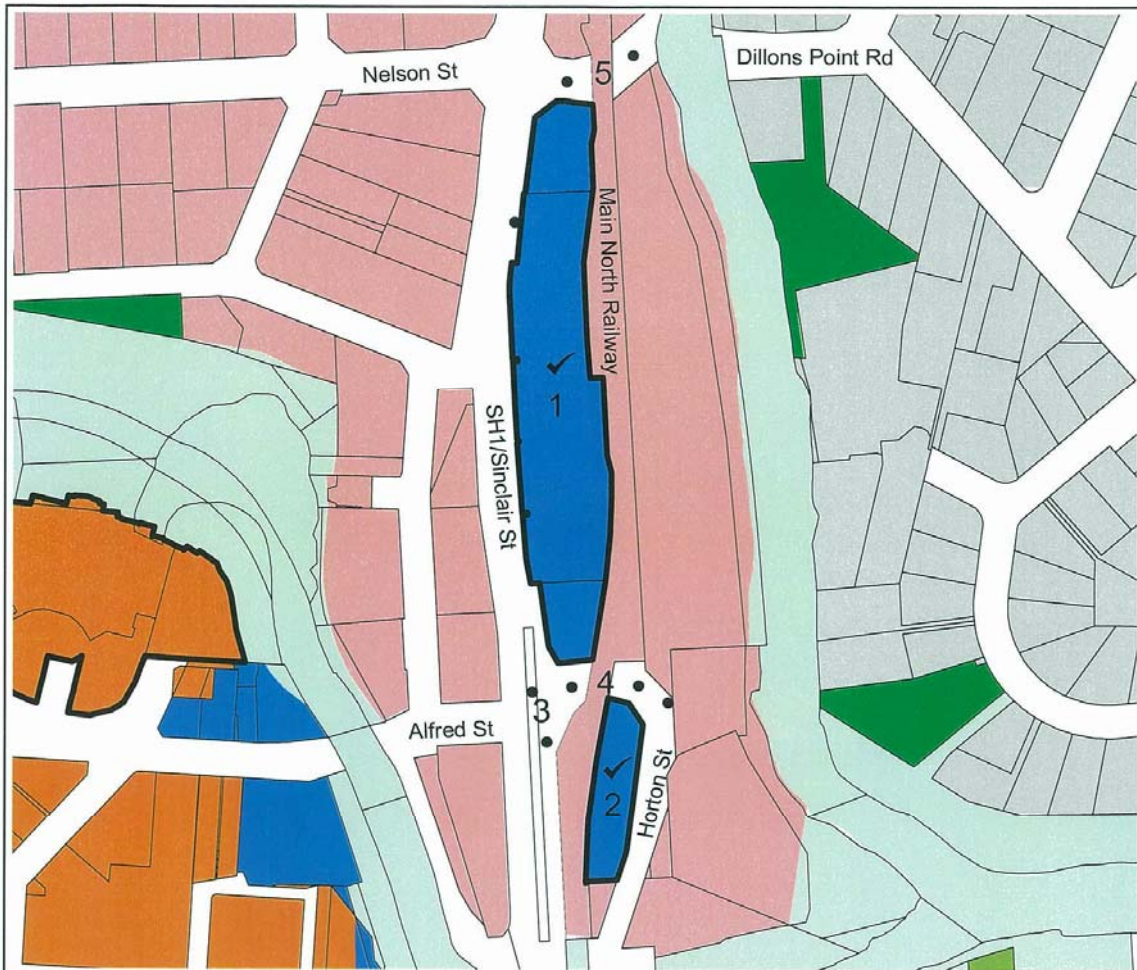 Nelson St
5
Dillons Point Rd
Main North Railway
✓
1
SH1/Sinclair St
4
3
Alfred St
✓
2
Horton St